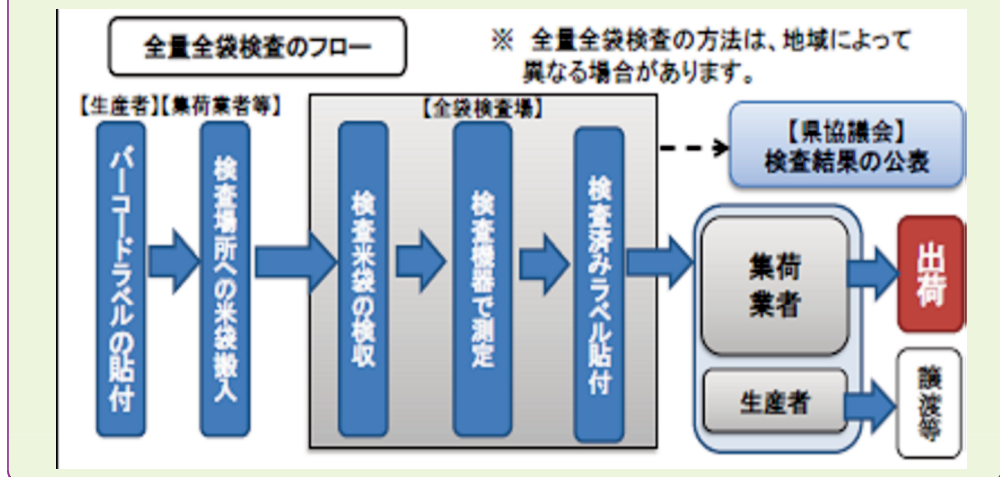 全量全袋検査のフロー
※ 全量全袋検査の方法は、地域によって
異なる場合があります。
【生産者】【集荷業者等】
【全袋検査場】
バーコードラベルの貼付
検査場所への米袋搬入
検査米袋の検収
検査機器で測定
検査済みラベル貼付
【県協議会】
検査結果の公表
集荷
業者
出荷
生産者
譲渡等